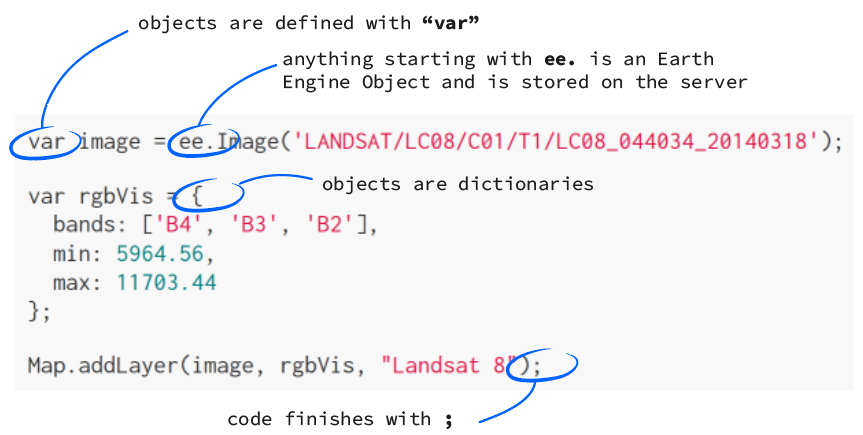 objects are defined with “var”
anything starting with ee. is an Earth
Engine Object and is stored on the server
var image = ee.Image('LANDSAT/LC08/C01/T1/LC08_044034_20140318');
objects are dictionaries
var rgbVis = {
  bands: ['B4', 'B3', 'B2'],
  min: 5964.56,
  max: 11703.44
};
Map.addLayer(image, rgbVis, "Landsat 8");
code finishes with ;